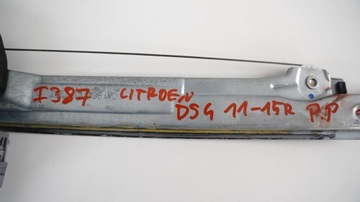 I387 CITROEN
DS4 11-15R P.P